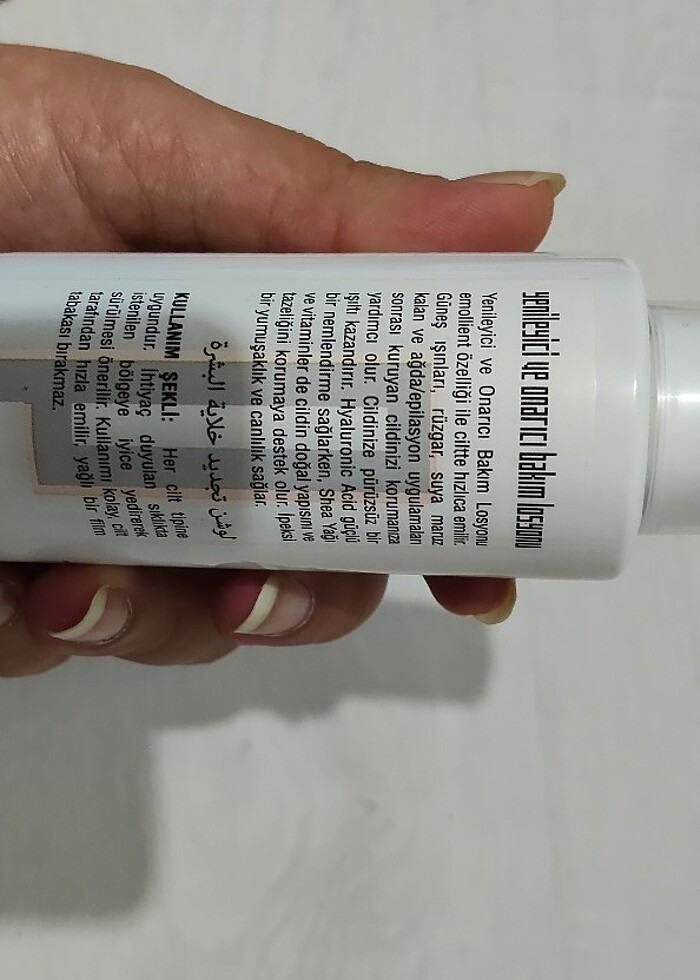 yenileyici ve onarıcı bakım losyonu
Yenileyici ve Onarıcı Bakım Losyonu
emollient özelliği ile ciltte hızlıca emilir.
Güneş ışınları, rüzgar, suya maruz
kalan ve ağda/epilasyon uygulamaları
sonrası kuruyan cildinizi korumanıza
yardımcı olur. Cildinize pürüzsüz bir
ışıltı kazandırır. Hyaluronic Acid güçlü
bir nemlendirme sağlarken, Shea Yağı
ve vitaminler de cildin doğal yapısını ve
tazeliğini korumaya destek olur. İpeksi
bir yumuşaklık ve canlılık sağlar.
لوشن تجديد خلاية البشرة
KULLANIM ŞEKLİ: Her cilt tipine
uygundur. İhtiyaç duyulan sıklıkta
istenilen bölgeye iyice yedirerek
sürülmesi önerilir. Kullanımı kolay, cilt
tarafından hızla emilir, yağlı bir film
tabakası bırakmaz.